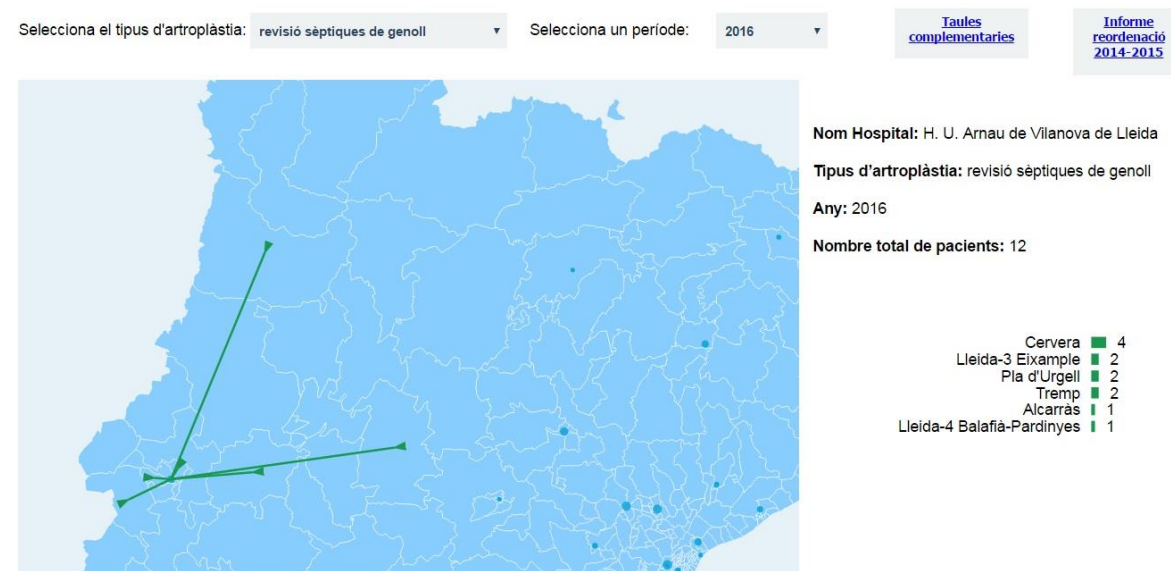 Selecciona el tipus d'artroplàstia: revisió sèptiques de genoll Selecciona un període: 2016
Taules
complementaries
Informe
reordenació
2014-2015
Nom Hospital: H. U. Arnau de Vilanova de Lleida
Tipus d'artroplàstia: revisió sèptiques de genoll
Any: 2016
Nombre total de pacients: 12
Cervera 4
Lleida-3 Eixample 2
Pla d'Urgell 2
Tremp 2
Alcarràs 1
Lleida-4 Balafià-Pardinyes 1